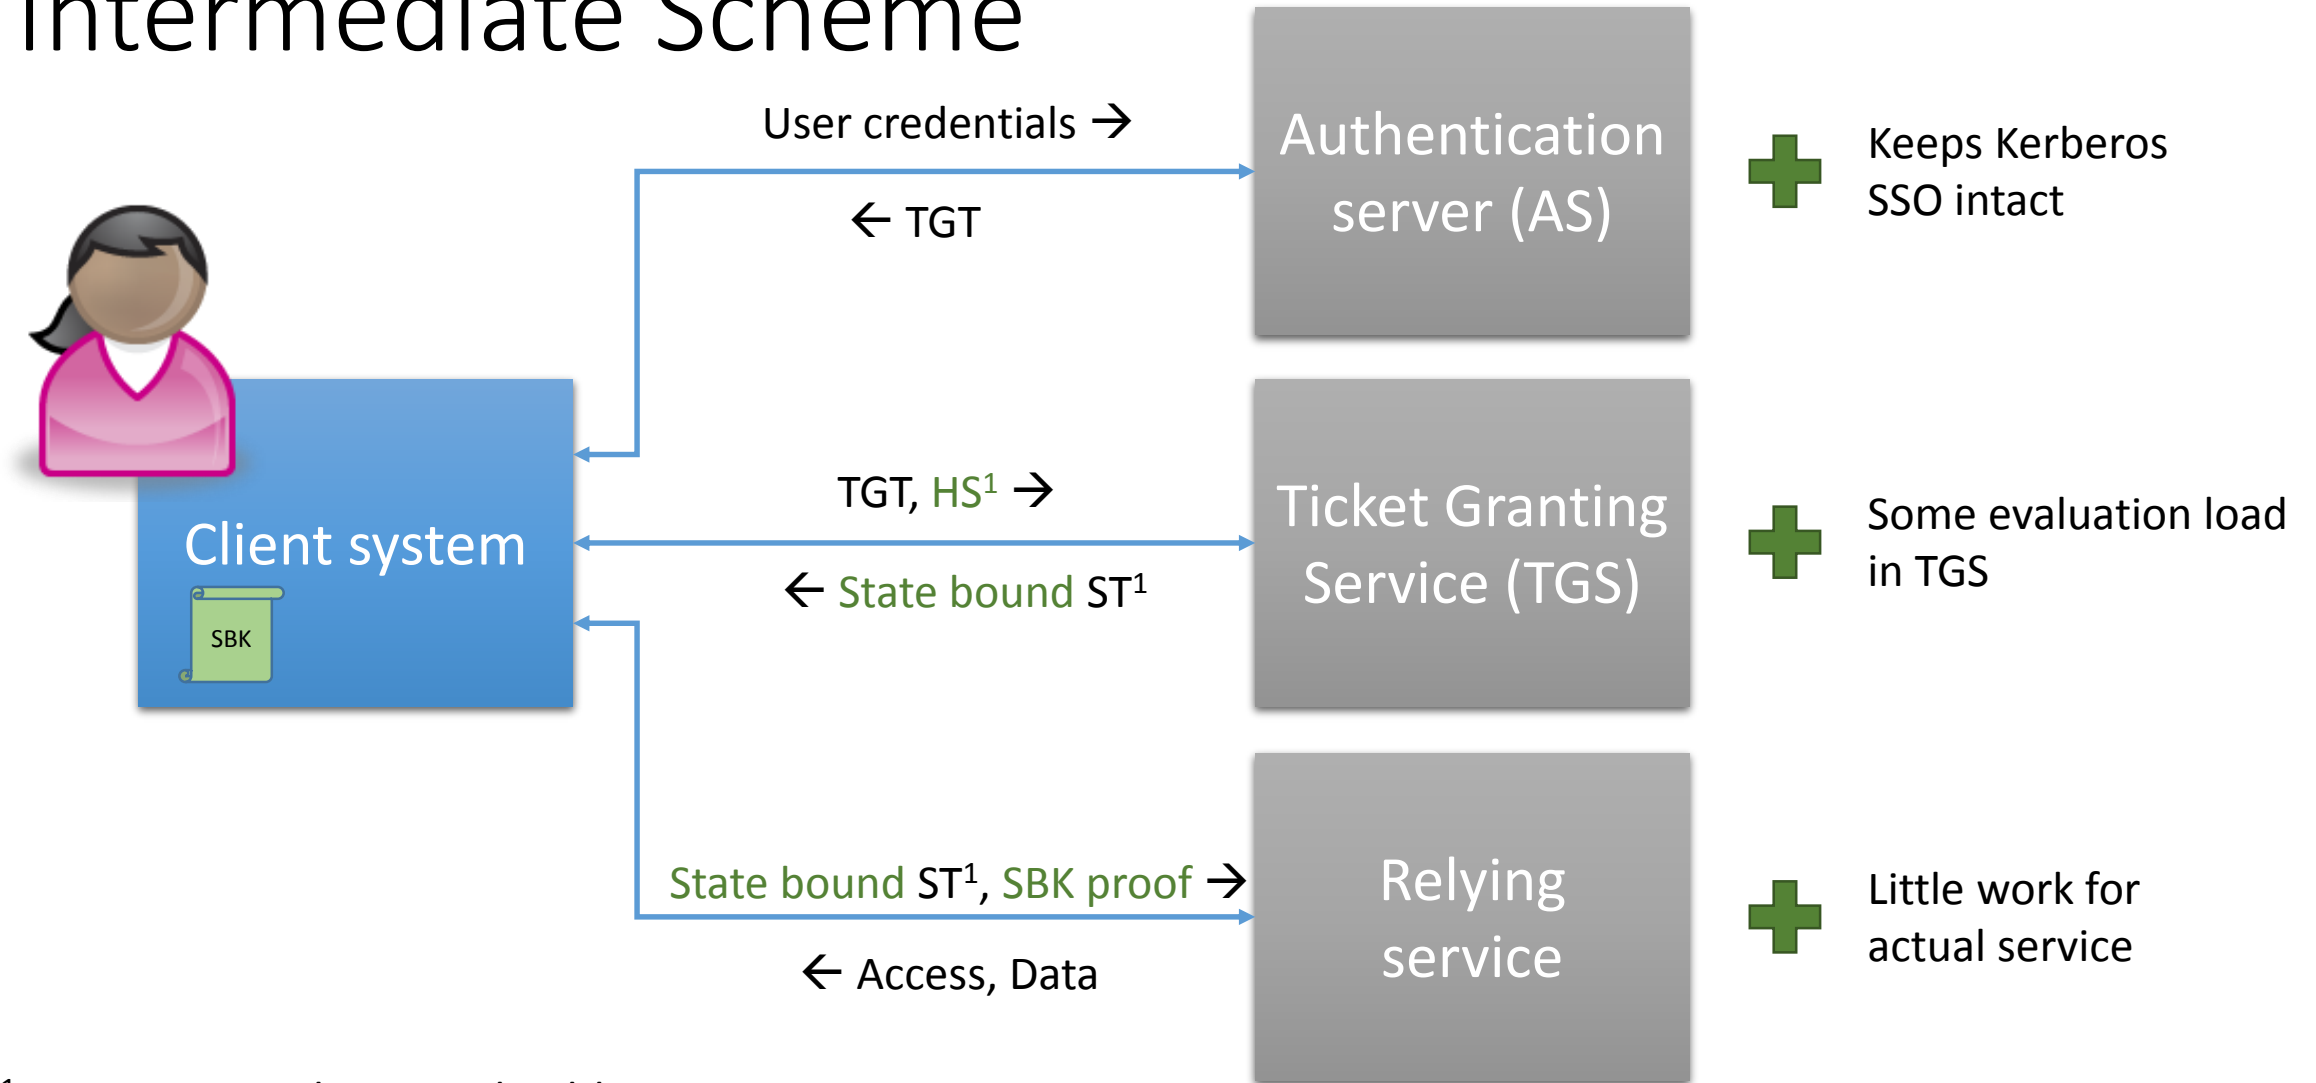 Intermediate Scheme
User credentials →
← TGT
Authentication
server (AS)
Keeps Kerberos
SSO intact
Client system
SBK
TGT, HS¹ →
← State bound ST¹
Ticket Granting
Service (TGS)
Some evaluation load
in TGS
State bound ST¹, SBK proof →
← Access, Data
Relying
service
Little work for
actual service
1